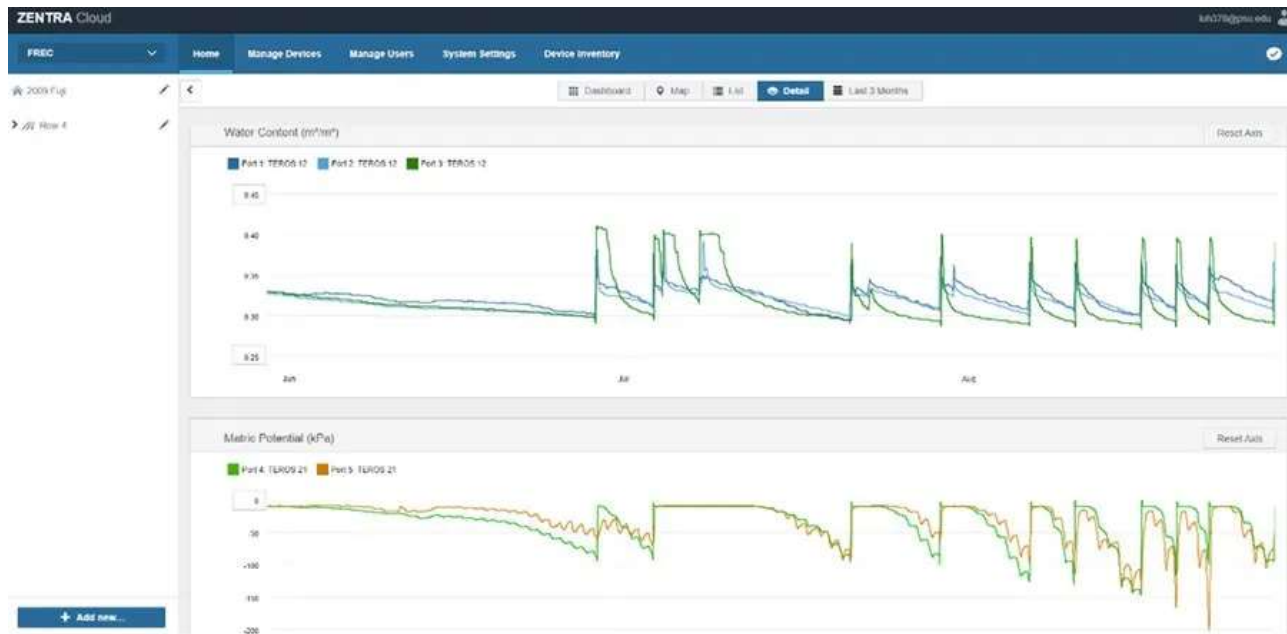 ZENTRA Cloud
FREC
Home Manage Devices Manage Users System Settings Device Inventory
2009 Fuji
Dashboard Map List Detail Last 3 Months
Row 4
Water Content (m³/m³) Reset Axis
Port 1: TEROS 12 Port 2: TEROS 12 Port 3: TEROS 12
0.45
0.40
0.35
0.30
0.25
Jun Jul Aug
Matric Potential (kPa) Reset Axis
Port 4: TEROS 21 Port 5: TEROS 21
0
-50
-100
-150
+ Add new...
-200